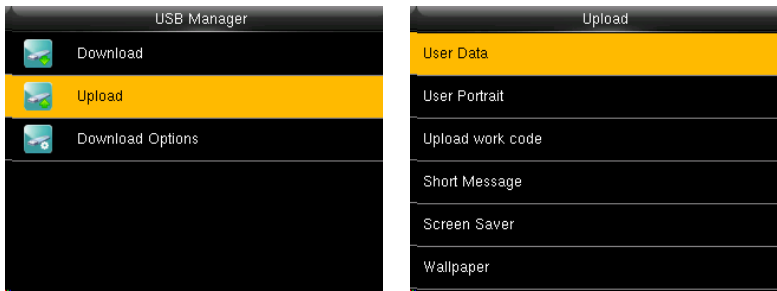 USB Manager
Download
Upload
Download Options
Upload
User Data
User Portrait
Upload work code
Short Message
Screen Saver
Wallpaper